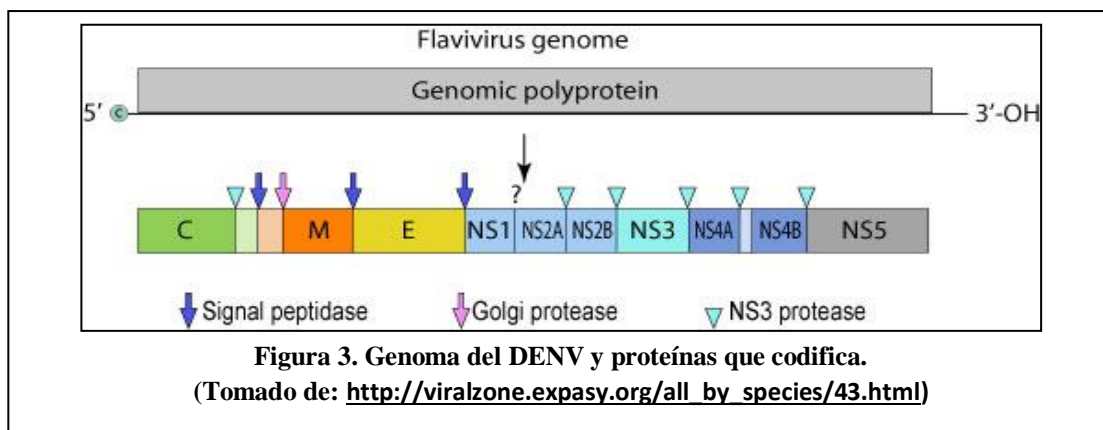 Flavivirus genome
Genomic polyprotein
5' c 3'-OH
?
C M E NS1 NS2A NS2B NS3 NS4A NS4B NS5
Signal peptidase Golgi protease NS3 protease
Figura 3. Genoma del DENV y proteínas que codifica.
(Tomado de: http://viralzone.expasy.org/all_by_species/43.html)